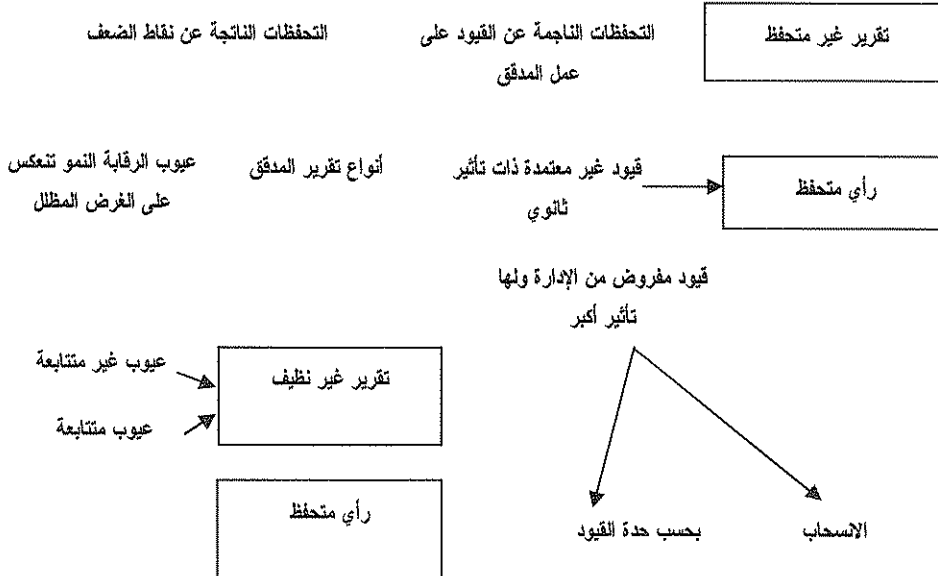 تقرير غير متحفظ
التحفظات الناجمة عن القيود على
عمل المدقق
التحفظات الناتجة عن نقاط الضعف
رأي متحفظ
قيود غير معتمدة ذات تأثير
ثانوي
أنواع تقرير المدقق
عيوب الرقابة النمو تنعكس
على الغرض المظلل
قيود مفروض من الإدارة ولها
تأثير أكبر
عيوب غير متتابعة
تقرير غير نظيف
عيوب متتابعة
رأي متحفظ
الانسحاب
بحسب حدة القيود